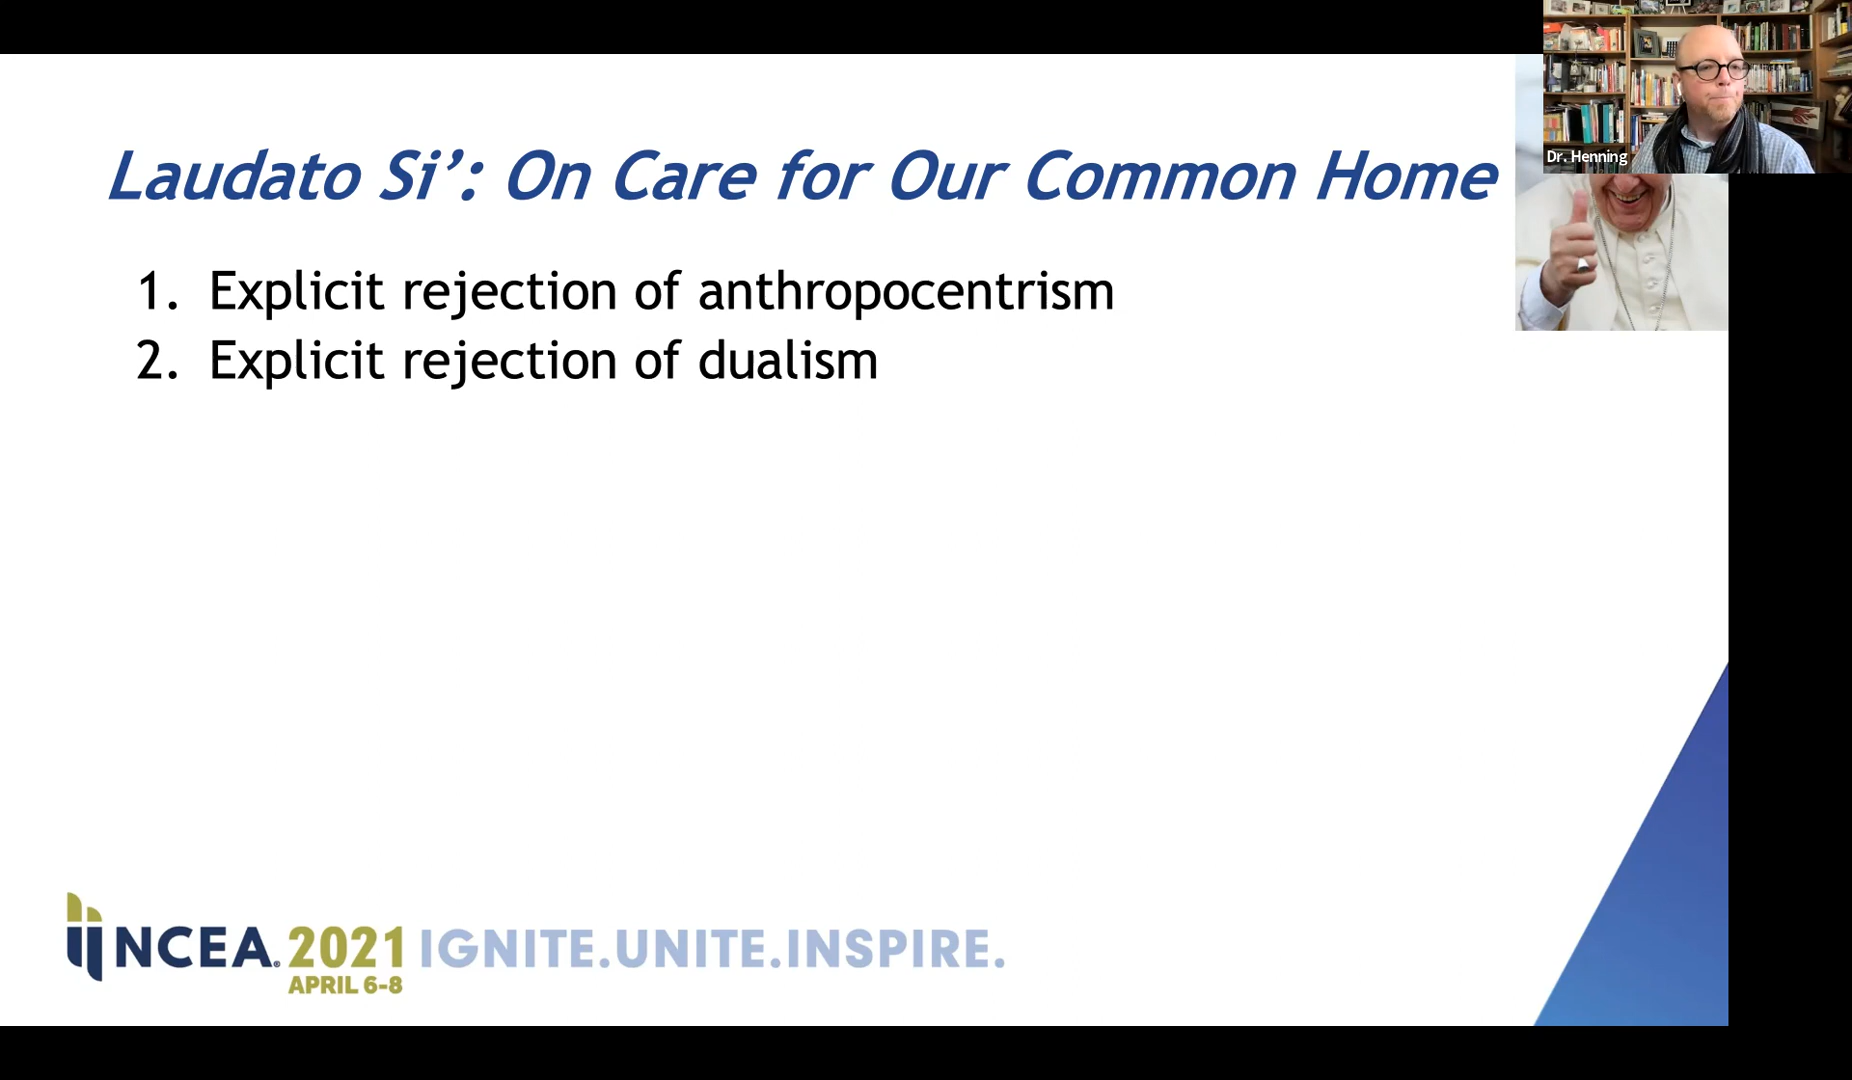 Dr. Henning
Laudato Si’: On Care for Our Common Home
1. Explicit rejection of anthropocentrism
2. Explicit rejection of dualism
NCEA® 2021 IGNITE.UNITE.INSPIRE.
APRIL 6-8